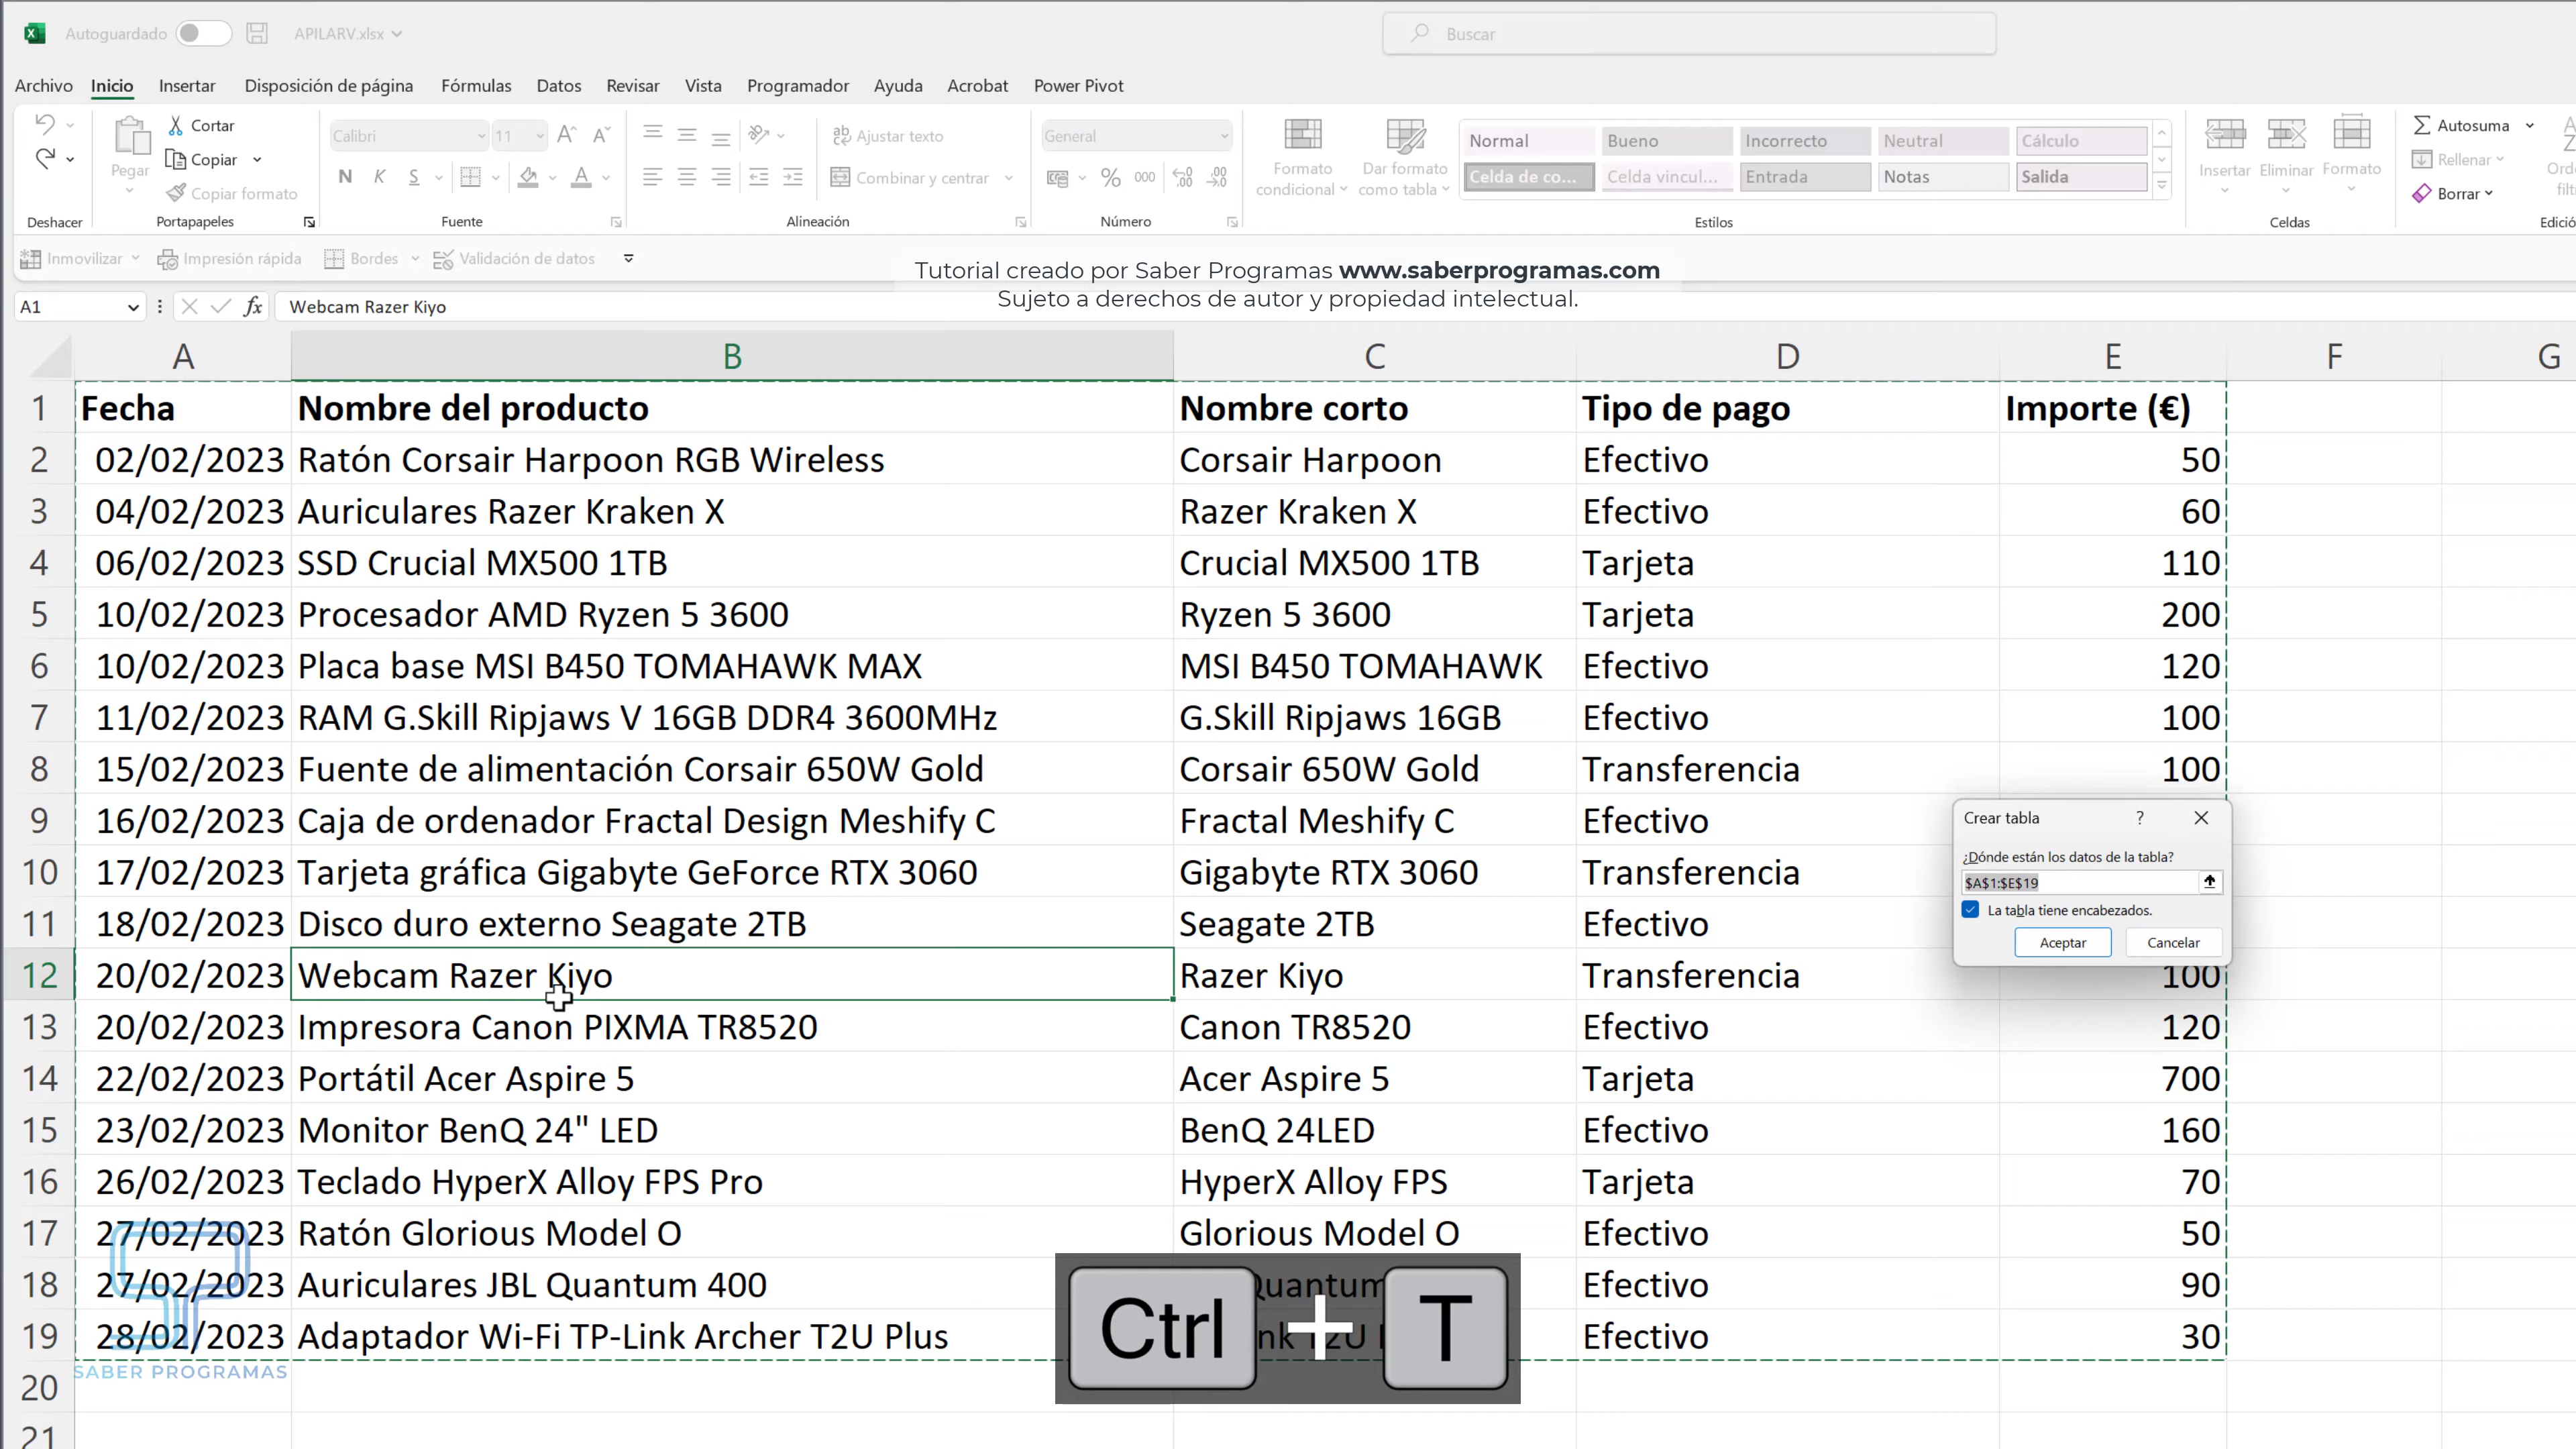 Autoguardado APILARV.xlsx Buscar
Archivo Inicio Insertar Disposición de página Fórmulas Datos Revisar Vista Programador Ayuda Acrobat Power Pivot
Pegar Cortar Copiar Copiar formato
Calibri 11
N K S
Ajustar texto
Combinar y centrar
General
% 000
Formato condicional
Dar formato como tabla
Normal Bueno Incorrecto Neutral Cálculo
Celda de co... Celda vincul... Entrada Notas Salida
Insertar Eliminar Formato
Autosuma
Rellenar
Borrar
Deshacer Portapapeles Fuente Alineación Número Estilos Celdas
Inmovilizar Impresión rápida Bordes Validación de datos
Tutorial creado por Saber Programas www.saberprogramas.com
Sujeto a derechos de autor y propiedad intelectual.
A1 fx Webcam Razer Kiyo
A B C D E F G
1 Fecha Nombre del producto Nombre corto Tipo de pago Importe (€)
2 02/02/2023 Ratón Corsair Harpoon RGB Wireless Corsair Harpoon Efectivo 50
3 04/02/2023 Auriculares Razer Kraken X Razer Kraken X Efectivo 60
4 06/02/2023 SSD Crucial MX500 1TB Crucial MX500 1TB Tarjeta 110
5 10/02/2023 Procesador AMD Ryzen 5 3600 Ryzen 5 3600 Tarjeta 200
6 10/02/2023 Placa base MSI B450 TOMAHAWK MAX MSI B450 TOMAHAWK Efectivo 120
7 11/02/2023 RAM G.Skill Ripjaws V 16GB DDR4 3600MHz G.Skill Ripjaws 16GB Efectivo 100
8 15/02/2023 Fuente de alimentación Corsair 650W Gold Corsair 650W Gold Transferencia 100
9 16/02/2023 Caja de ordenador Fractal Design Meshify C Fractal Meshify C Efectivo
10 17/02/2023 Tarjeta gráfica Gigabyte GeForce RTX 3060 Gigabyte RTX 3060 Transferencia
11 18/02/2023 Disco duro externo Seagate 2TB Seagate 2TB Efectivo
12 20/02/2023 Webcam Razer Kiyo Razer Kiyo Transferencia 100
13 20/02/2023 Impresora Canon PIXMA TR8520 Canon TR8520 Efectivo 120
14 22/02/2023 Portátil Acer Aspire 5 Acer Aspire 5 Tarjeta 700
15 23/02/2023 Monitor BenQ 24" LED BenQ 24LED Efectivo 160
16 26/02/2023 Teclado HyperX Alloy FPS Pro HyperX Alloy FPS Tarjeta 70
17 27/02/2023 Ratón Glorious Model O Glorious Model O Efectivo 50
18 27/02/2023 Auriculares JBL Quantum 400 Quantum Efectivo 90
19 28/02/2023 Adaptador Wi-Fi TP-Link Archer T2U Plus Efectivo 30
20
21
Crear tabla ?
¿Dónde están los datos de la tabla?
$A$1:$E$19
La tabla tiene encabezados.
Aceptar Cancelar
Ctrl + T
SABER PROGRAMAS